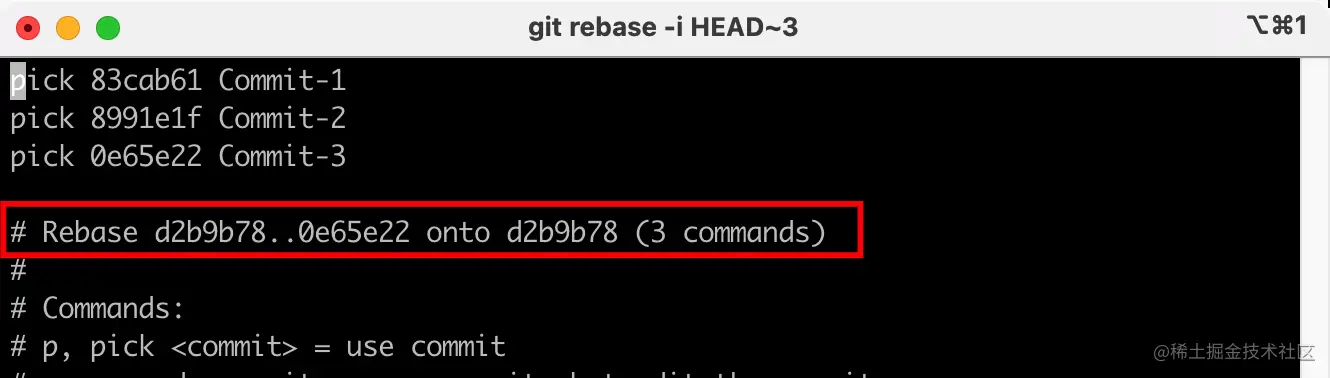 git rebase -i HEAD~3
⌥⌘1
pick 83cab61 Commit-1
pick 8991e1f Commit-2
pick 0e65e22 Commit-3
# Rebase d2b9b78..0e65e22 onto d2b9b78 (3 commands)
#
# Commands:
# p, pick <commit> = use commit
@稀土掘金技术社区